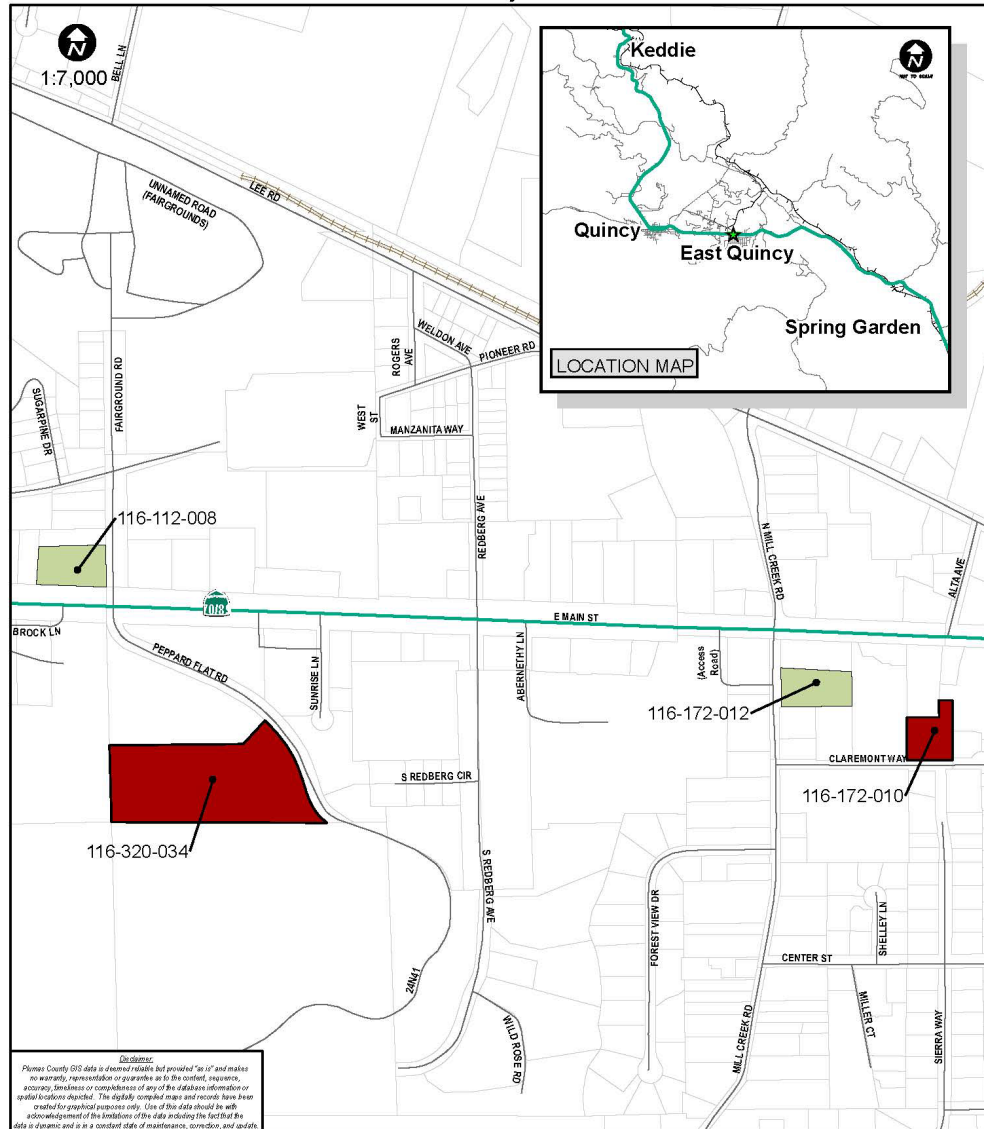 N
1:7,000
BELL LN
UNNAMED ROAD
(FAIRGROUNDS)
LEE RD
Keddie
N
NOT TO SCALE
Quincy
East Quincy
Spring Garden
LOCATION MAP
SUGARPINE DR
FAIRGROUND RD
ROGERS
AVE
WELDON AVE
PIONEER RD
WEST
ST
MANZANITA WAY
REDBERG AVE
N MILL CREEK RD
ALTA AVE
116-112-008
70/89
E MAIN ST
BROCK LN
PEPPARD FLAT RD
SUNRISE LN
ABERNETHY LN
(Access
Road)
116-172-012
CLAREMONT WAY
116-172-010
S REDBERG CIR
116-320-034
S REDBERG AVE
FOREST VIEW DR
SHELLEY LN
CENTER ST
MILLER CT
SIERRA WAY
MILL CREEK RD
24N41
WILD ROSE RD
Disclaimer:
Plumas County GIS data is deemed reliable but provided "as is" and makes
no warranty, representation or guarantee as to the content, sequence,
accuracy, timeliness or completeness of any of the database information or
spatial locations depicted. The digitally compiled maps and records have been
created for graphical purposes only. Use of this data should be with
acknowledgement of the limitations of the data including the fact that the
data is dynamic and is in a constant state of maintenance, correction, and update.